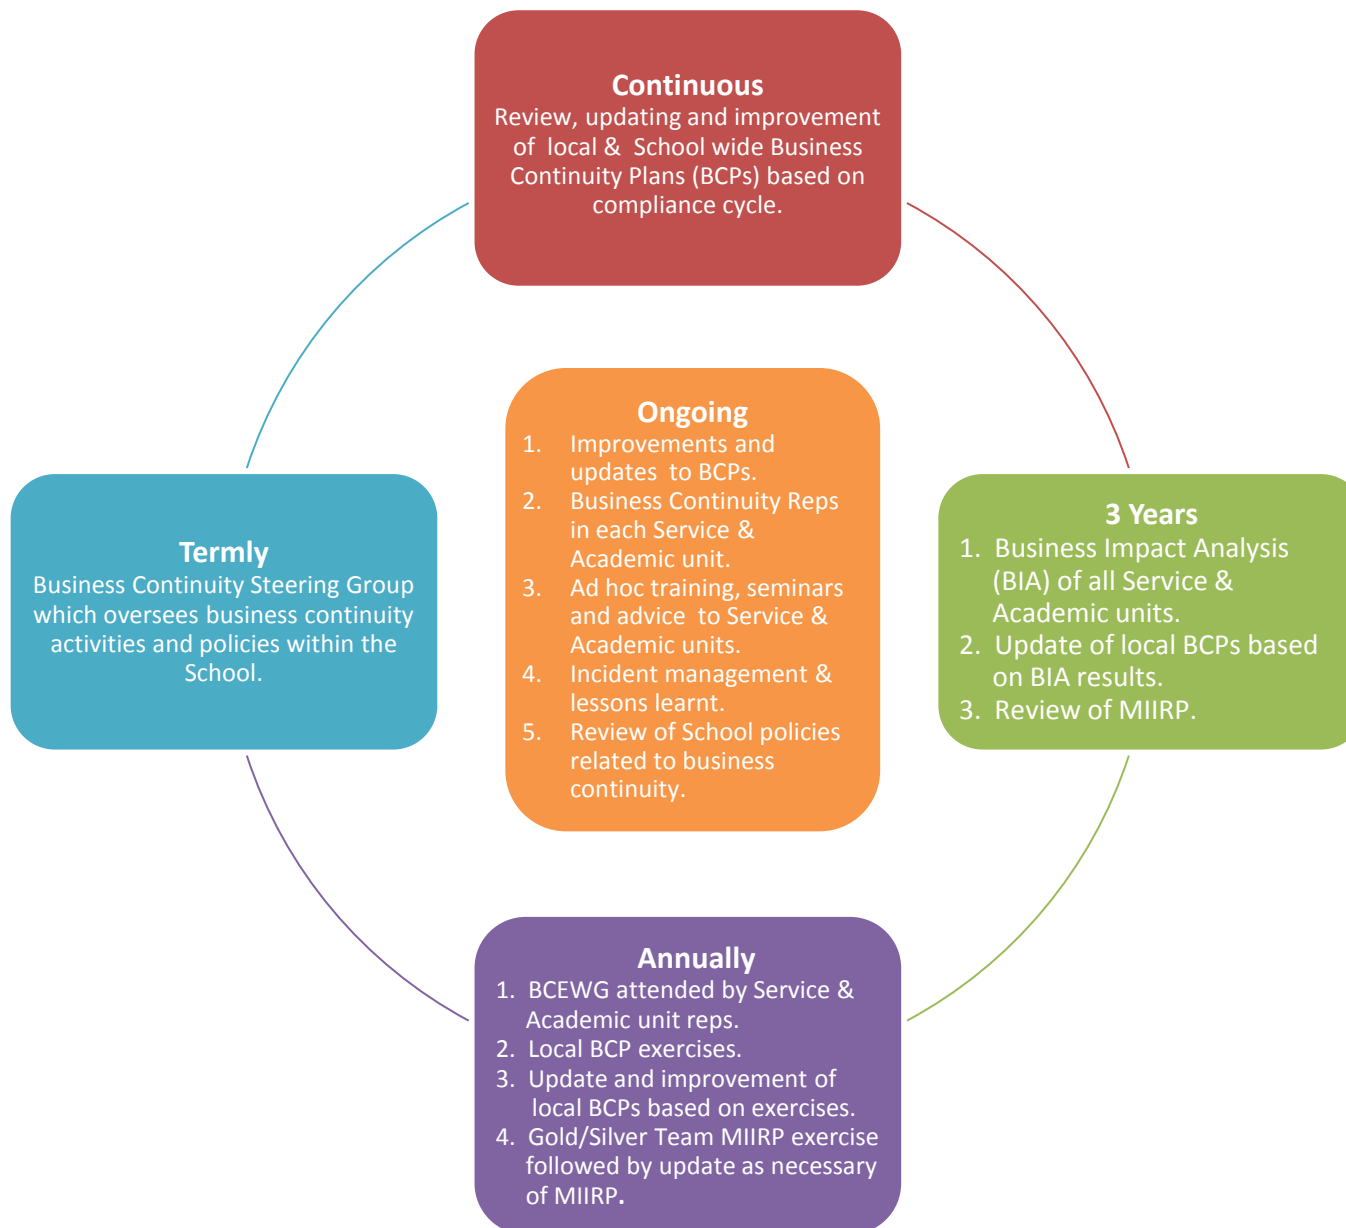 Continuous
Review, updating and improvement
of local & School wide Business
Continuity Plans (BCPs) based on
compliance cycle.
Ongoing
1. Improvements and
updates to BCPs.
2. Business Continuity Reps
in each Service &
Academic unit.
3. Ad hoc training, seminars
and advice to Service &
Academic units.
4. Incident management &
lessons learnt.
5. Review of School policies
related to business
continuity.
Termly
Business Continuity Steering Group
which oversees business continuity
activities and policies within the
School.
3 Years
1. Business Impact Analysis
(BIA) of all Service &
Academic units.
2. Update of local BCPs based
on BIA results.
3. Review of MIIRP.
Annually
1. BCEWG attended by Service &
Academic unit reps.
2. Local BCP exercises.
3. Update and improvement of
local BCPs based on exercises.
4. Gold/Silver Team MIIRP exercise
followed by update as necessary
of MIIRP.